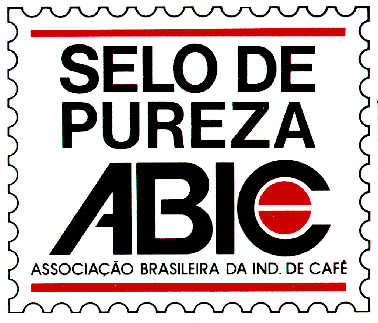 SELO DE
PUREZA
ABIC
ASSOCIAÇÃO BRASILEIRA DA IND. DE CAFÉ